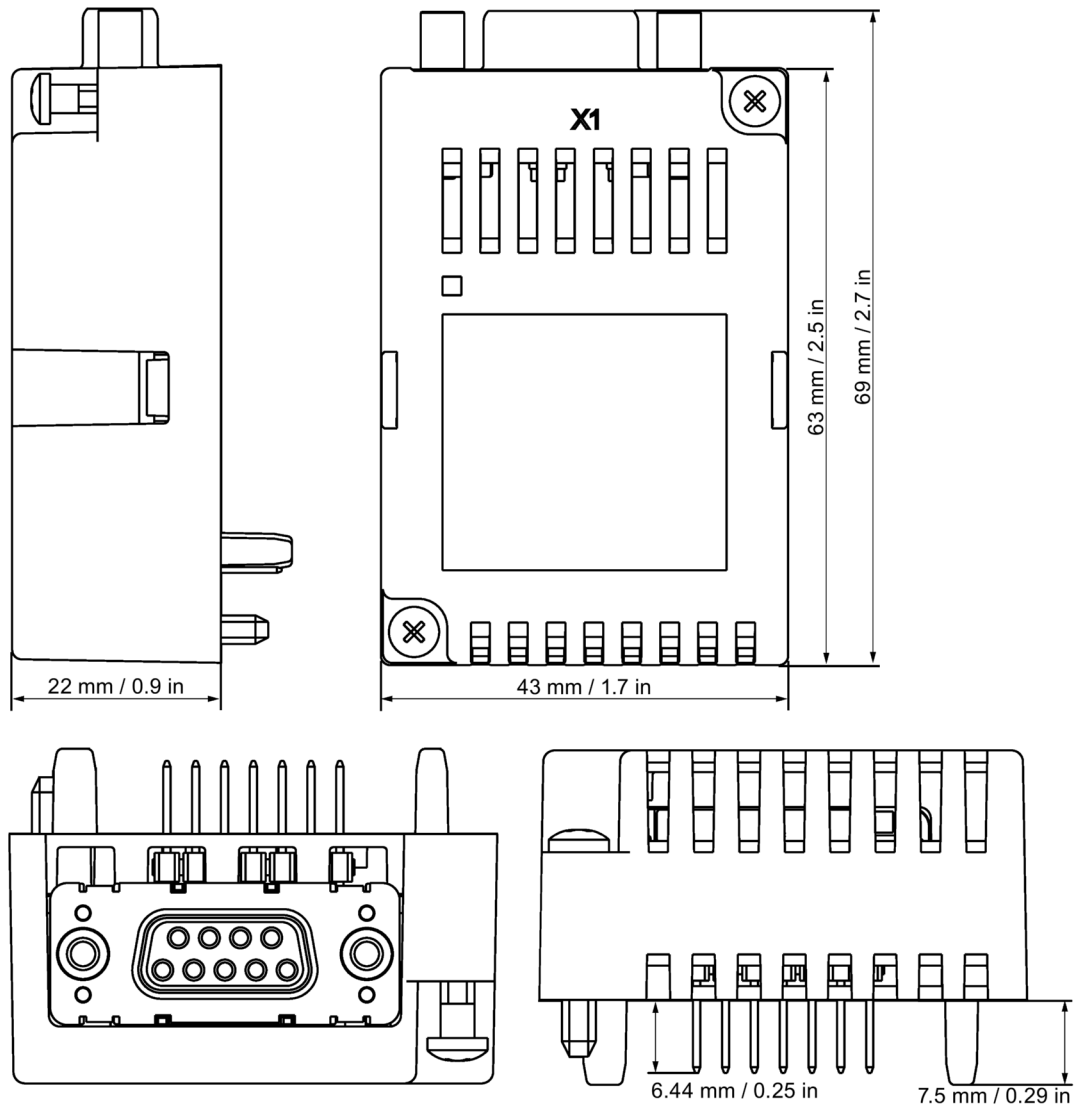 X1
63 mm / 2.5 in
69 mm / 2.7 in
22 mm / 0.9 in
43 mm / 1.7 in
6.44 mm / 0.25 in
7.5 mm / 0.29 in